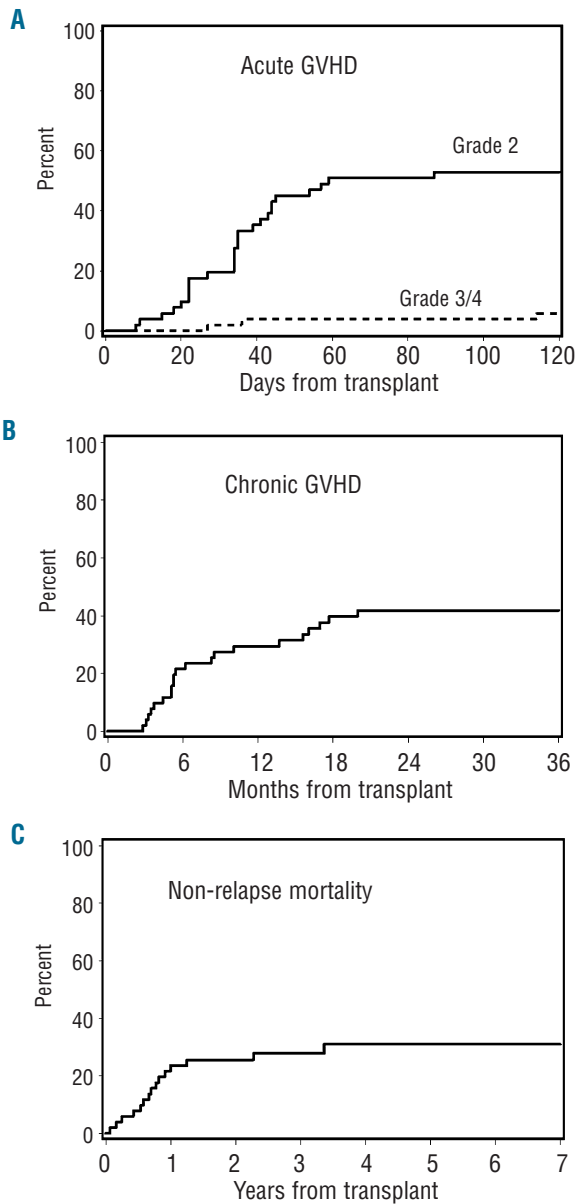 A
Acute GVHD
Percent
100
80
60
40
20
0
Grade 2
Grade 3/4
0 20 40 60 80 100 120
Days from transplant
B
Chronic GVHD
Percent
100
80
60
40
20
0
0 6 12 18 24 30 36
Months from transplant
C
Non-relapse mortality
Percent
100
80
60
40
20
0
0 1 2 3 4 5 6 7
Years from transplant